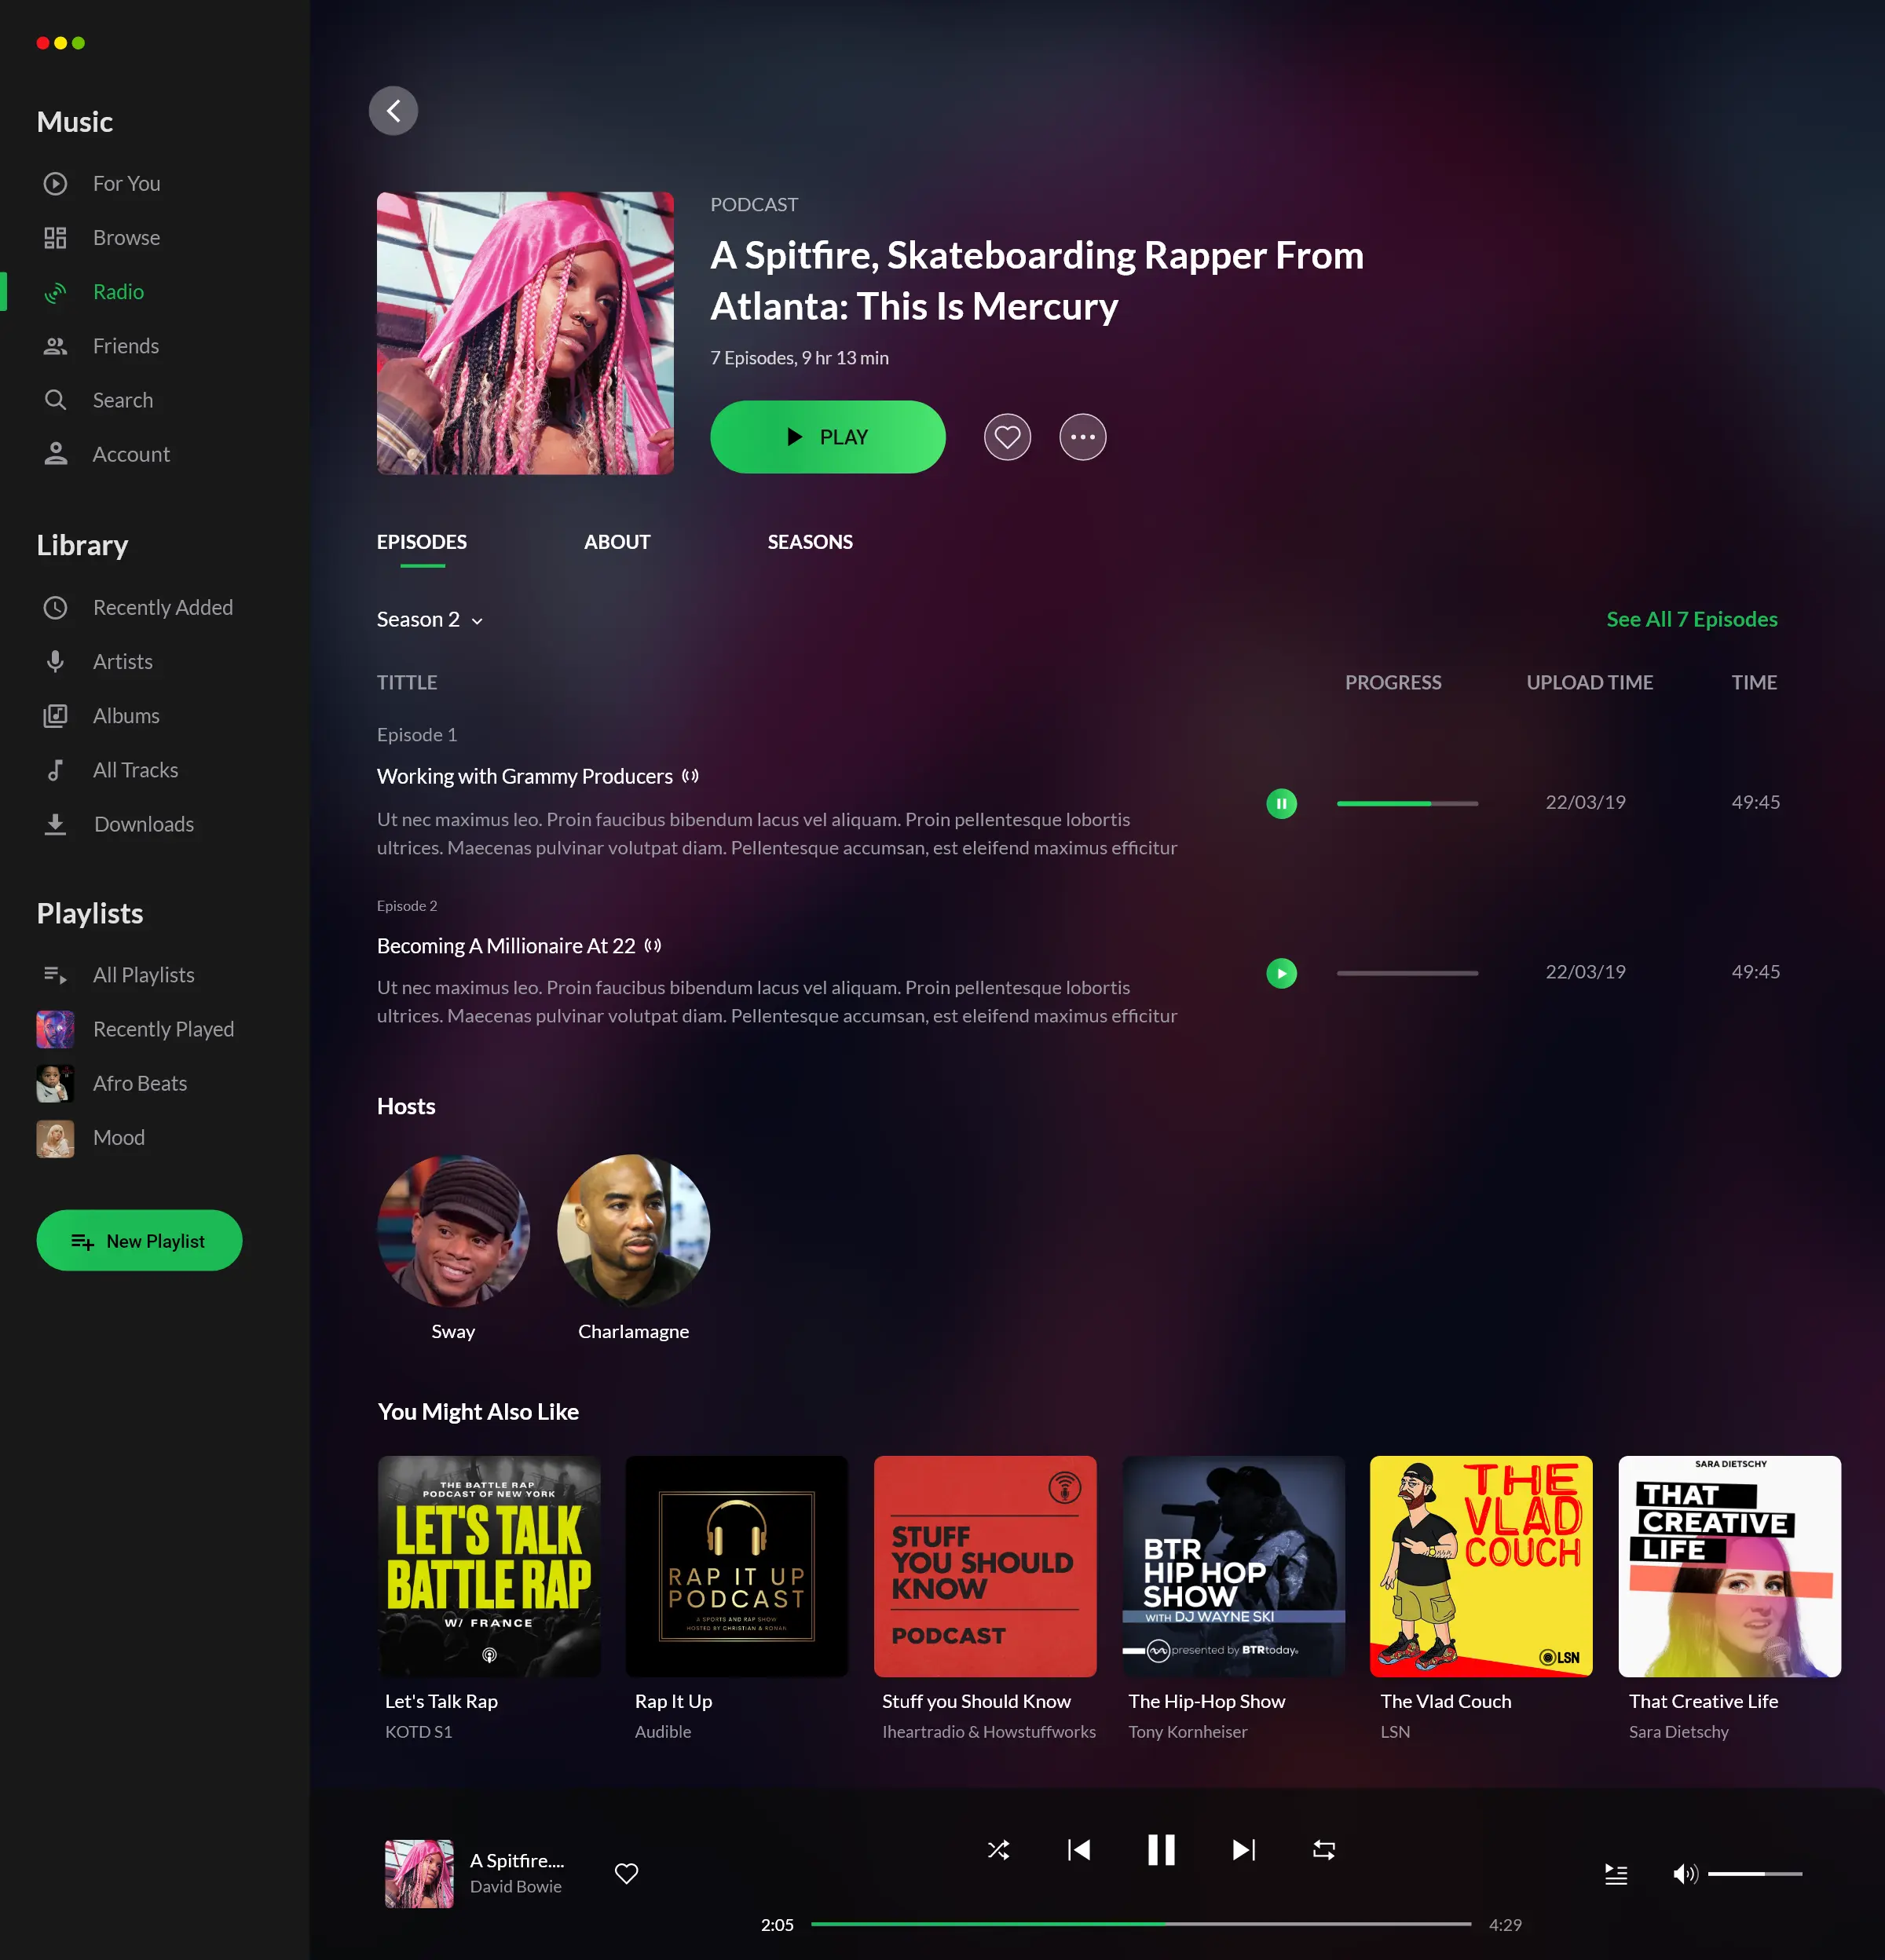 Music
For You
Browse
Radio
Friends
Search
Account
Library
Recently Added
Artists
Albums
All Tracks
Downloads
Playlists
All Playlists
Recently Played
Afro Beats
Mood
New Playlist
PODCAST
A Spitfire, Skateboarding Rapper From
Atlanta: This Is Mercury
7 Episodes, 9 hr 13 min
PLAY
EPISODES ABOUT SEASONS
Season 2
See All 7 Episodes
TITTLE PROGRESS UPLOAD TIME TIME
Episode 1
Working with Grammy Producers
Ut nec maximus leo. Proin faucibus bibendum lacus vel aliquam. Proin pellentesque lobortis
ultrices. Maecenas pulvinar volutpat diam. Pellentesque accumsan, est eleifend maximus efficitur
22/03/19 49:45
Episode 2
Becoming A Millionaire At 22
Ut nec maximus leo. Proin faucibus bibendum lacus vel aliquam. Proin pellentesque lobortis
ultrices. Maecenas pulvinar volutpat diam. Pellentesque accumsan, est eleifend maximus efficitur
22/03/19 49:45
Hosts
Sway
Charlamagne
You Might Also Like
THE BATTLE RAP
PODCAST OF NEW YORK
LET'S TALK
BATTLE RAP
W/ FRANCE
Let's Talk Rap
KOTD S1
RAP IT UP
PODCAST
A SPORTS AND RAP SHOW
HOSTED BY CHRISTIAN & RONAN
Rap It Up
Audible
STUFF
YOU SHOULD
KNOW
PODCAST
Stuff you Should Know
Iheartradio & Howstuffworks
BTR
HIP HOP
SHOW
WITH DJ WAYNE SKI
presented by BTRtoday
The Hip-Hop Show
Tony Kornheiser
THE
VLAD
COUCH
LSN
The Vlad Couch
LSN
SARA DIETSCHY
THAT
CREATIVE
LIFE
That Creative Life
Sara Dietschy
A Spitfire....
David Bowie
2:05
4:29